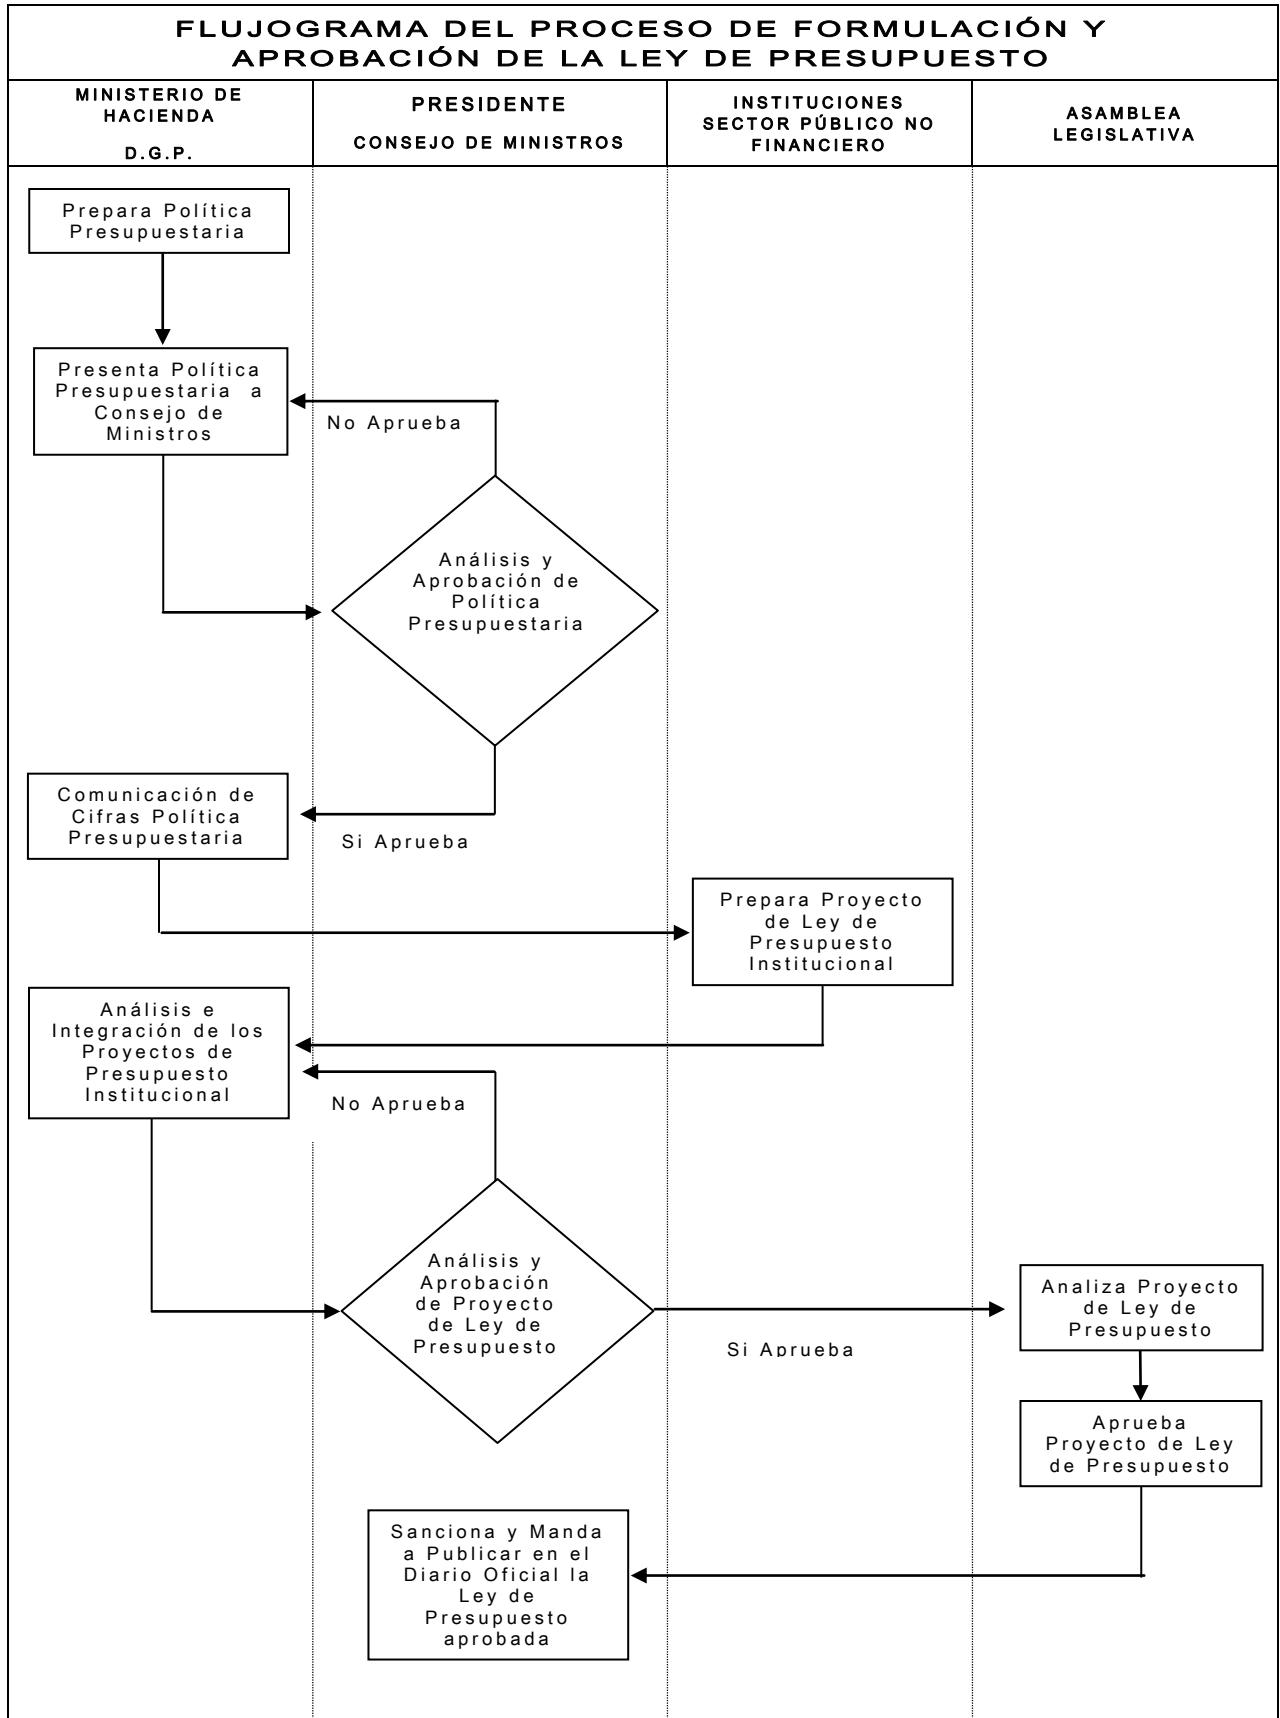 FLUJOGRAMA DEL PROCESO DE FORMULACIÓN Y
APROBACIÓN DE LA LEY DE PRESUPUESTO
MINISTERIO DE
HACIENDA
D.G.P.
PRESIDENTE
CONSEJO DE MINISTROS
INSTITUCIONES
SECTOR PÚBLICO NO
FINANCIERO
ASAMBLEA
LEGISLATIVA
Prepara Política
Presupuestaria
Presenta Política
Presupuestaria a
Consejo de
Ministros
No Aprueba
Análisis y
Aprobación de
Política
Presupuestaria
Comunicación de
Cifras Política
Presupuestaria
Si Aprueba
Prepara Proyecto
de Ley de
Presupuesto
Institucional
Análisis e
Integración de los
Proyectos de
Presupuesto
Institucional
No Aprueba
Análisis y
Aprobación
de Proyecto
de Ley de
Presupuesto
Si Aprueba
Analiza Proyecto
de Ley de
Presupuesto
Aprueba
Proyecto de Ley
de Presupuesto
Sanciona y Manda
a Publicar en el
Diario Oficial la
Ley de
Presupuesto
aprobada